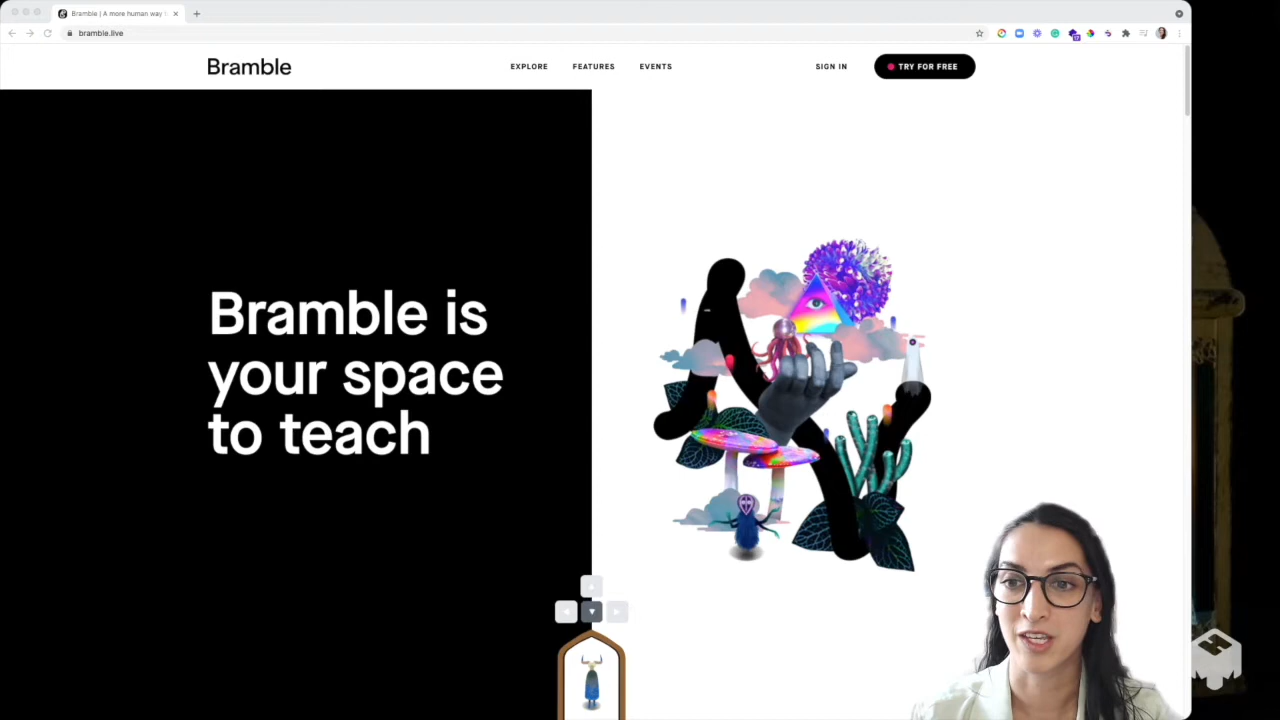 Bramble | A more human way t
bramble.live
Bramble
EXPLORE
FEATURES
EVENTS
SIGN IN
TRY FOR FREE
Bramble is
your space
to teach